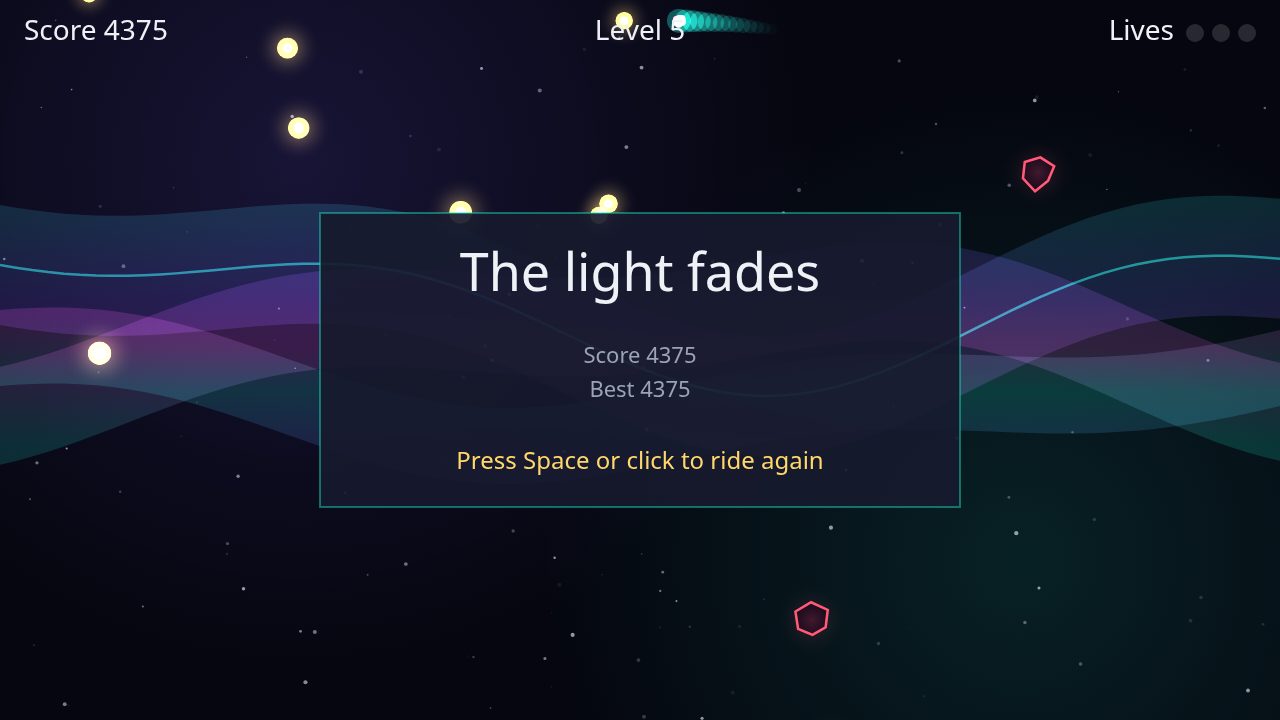 Score 4375
Level 5
Lives
The light fades
Score 4375
Best 4375
Press Space or click to ride again